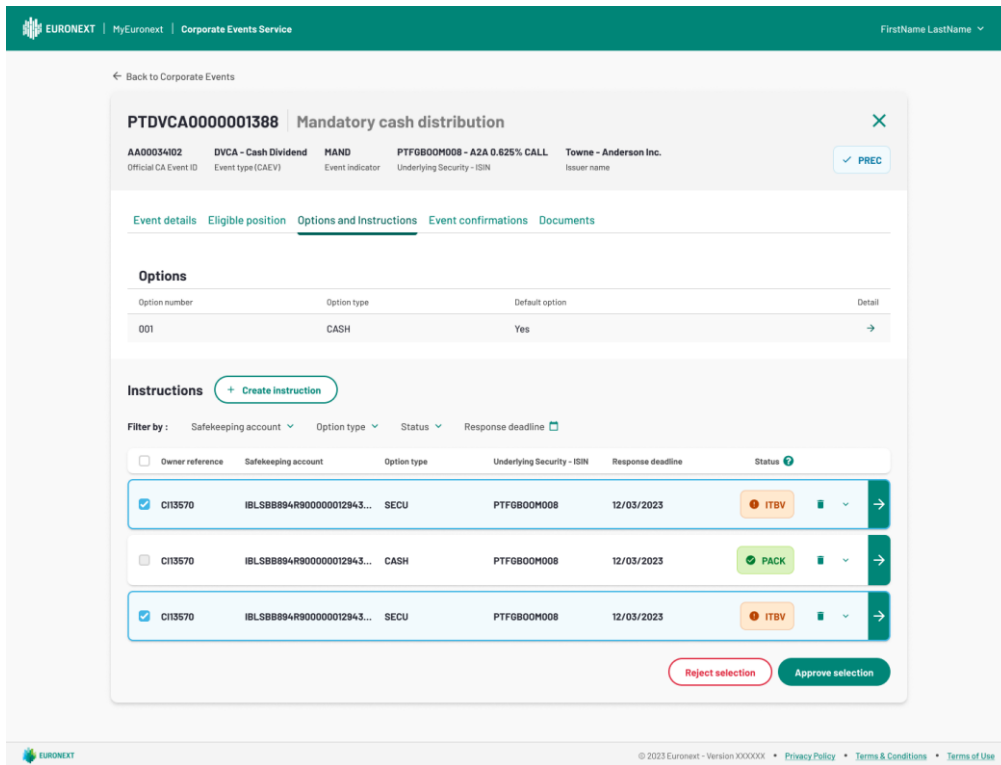 EURONEXT | MyEuronext | Corporate Events Service FirstName LastName
← Back to Corporate Events
PTDVCA0000001388 | Mandatory cash distribution
AA00034102 DVCA - Cash Dividend MAND PTFGBOOM008 - A2A 0.625% CALL Towne - Anderson Inc.
Official CA Event ID Event type (CAEV) Event indicator Underlying Security - ISIN Issuer name
PREC
Event details Eligible position Options and Instructions Event confirmations Documents
Options
Option number Option type Default option Detail
001 CASH Yes →
Instructions + Create instruction
Filter by : Safekeeping account Option type Status Response deadline
Owner reference Safekeeping account Option type Underlying Security - ISIN Response deadline Status ?
CI13570 IBLSBB894R900000012943... SECU PTFGBOOM008 12/03/2023 ITBV →
CI13570 IBLSBB894R900000012943... CASH PTFGBOOM008 12/03/2023 PACK →
CI13570 IBLSBB894R900000012943... SECU PTFGBOOM008 12/03/2023 ITBV →
Reject selection Approve selection
EURONEXT © 2023 Euronext - Version XXXXXX • Privacy Policy • Terms & Conditions • Terms of Use